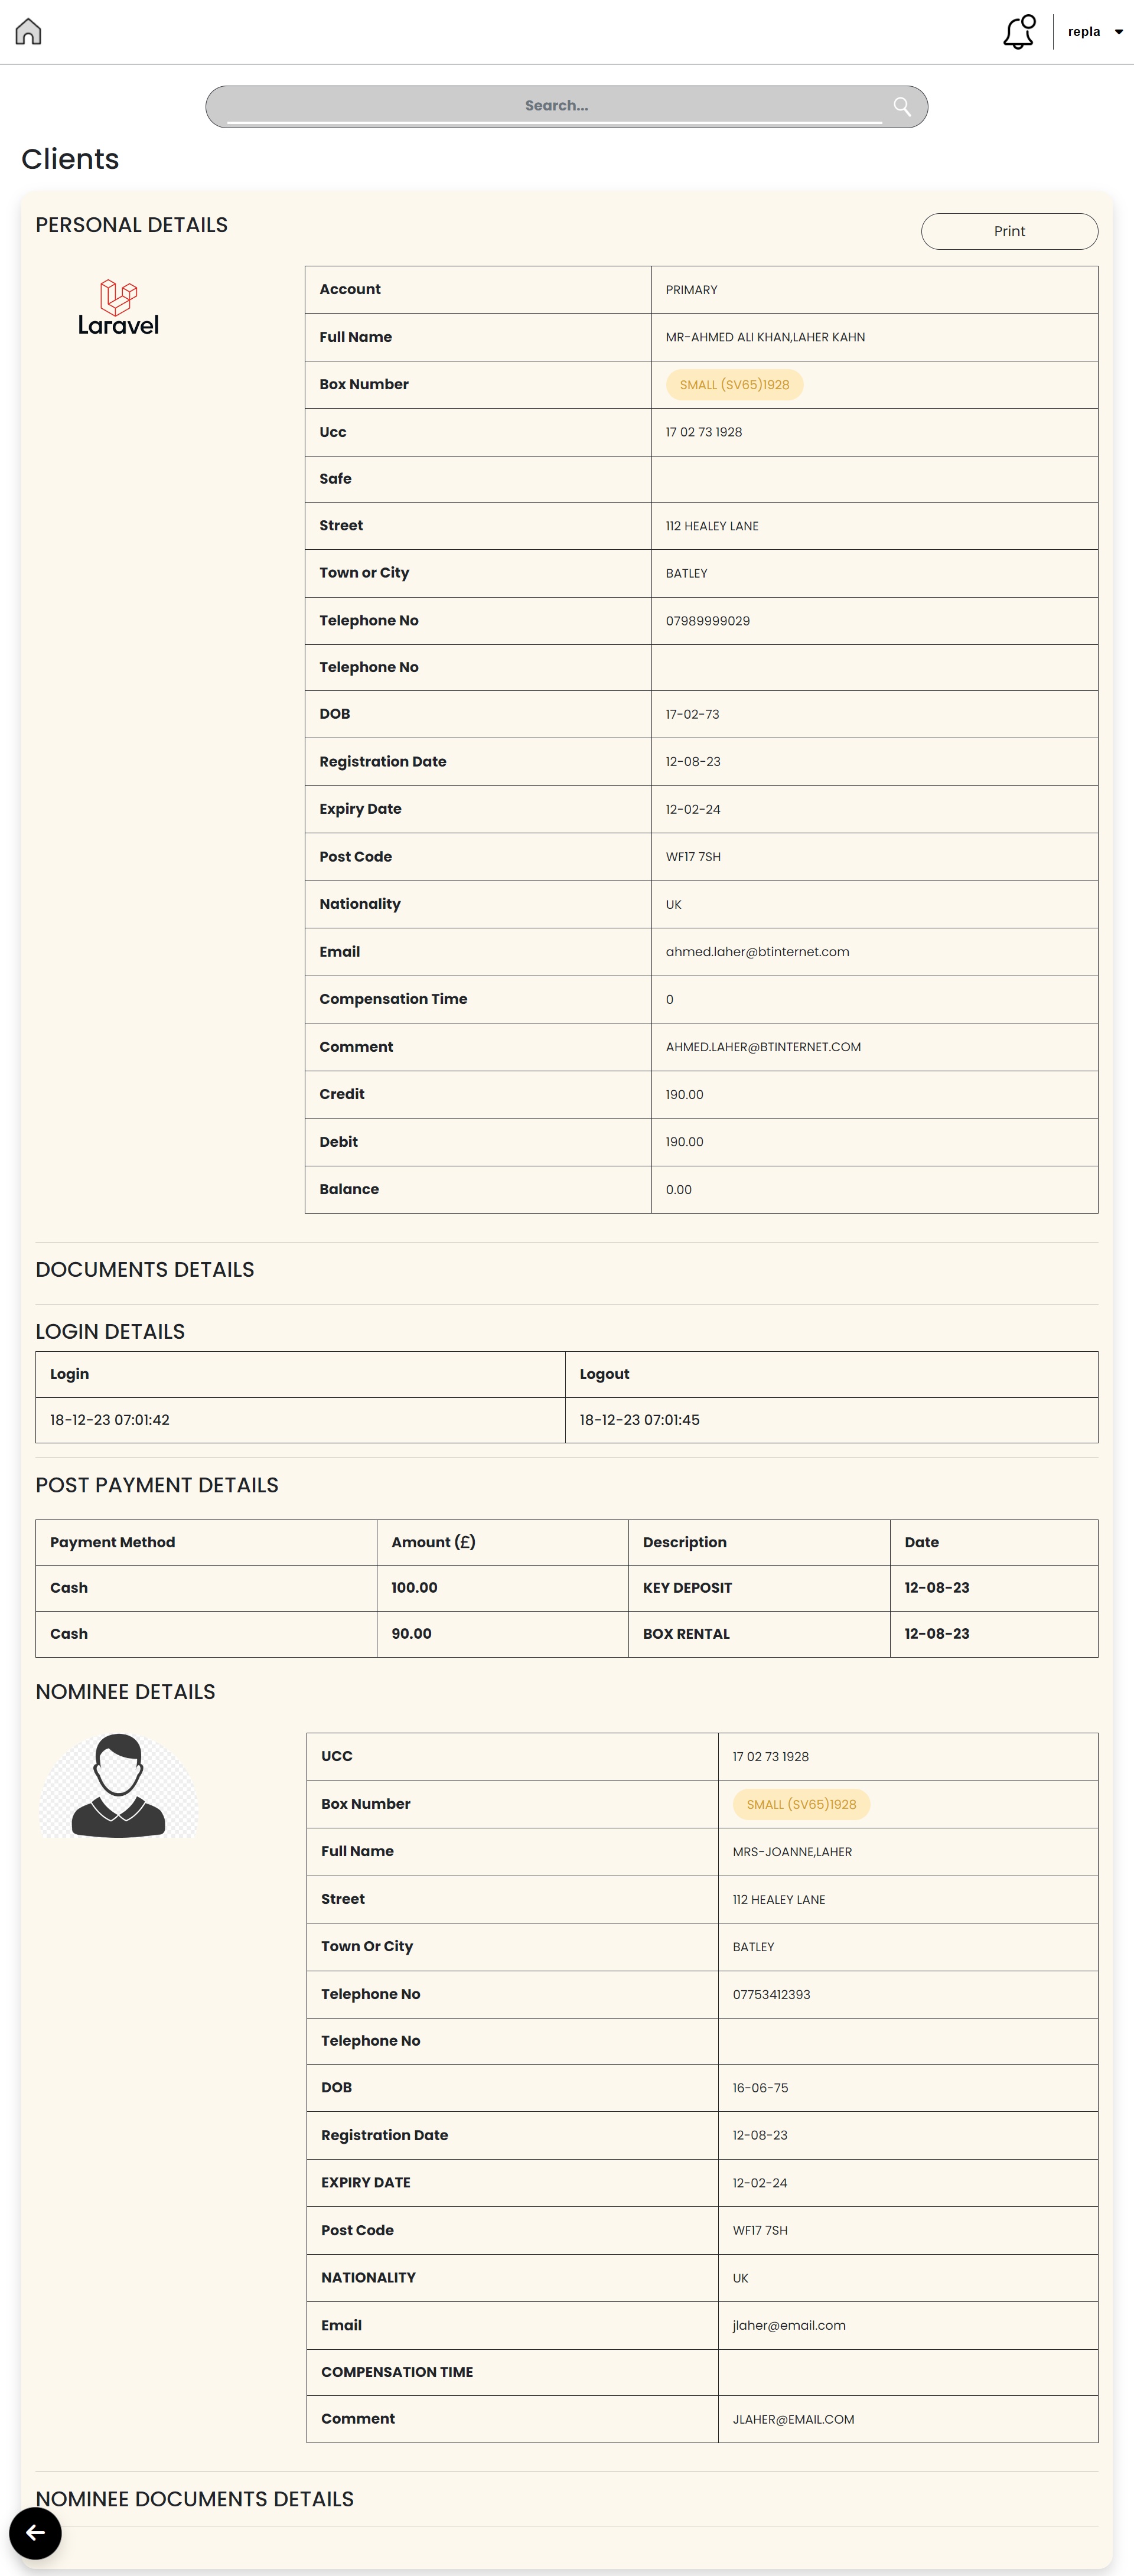 repla
Search...
Clients
PERSONAL DETAILS
Print
Laravel
Account PRIMARY
Full Name MR-AHMED ALI KHAN,LAHER KAHN
Box Number SMALL (SV65)1928
Ucc 17 02 73 1928
Safe
Street 112 HEALEY LANE
Town or City BATLEY
Telephone No 07989999029
Telephone No
DOB 17-02-73
Registration Date 12-08-23
Expiry Date 12-02-24
Post Code WF17 7SH
Nationality UK
Email ahmed.laher@btinternet.com
Compensation Time 0
Comment AHMED.LAHER@BTINTERNET.COM
Credit 190.00
Debit 190.00
Balance 0.00
DOCUMENTS DETAILS
LOGIN DETAILS
Login Logout
18-12-23 07:01:42 18-12-23 07:01:45
POST PAYMENT DETAILS
Payment Method Amount (£) Description Date
Cash 100.00 KEY DEPOSIT 12-08-23
Cash 90.00 BOX RENTAL 12-08-23
NOMINEE DETAILS
UCC 17 02 73 1928
Box Number SMALL (SV65)1928
Full Name MRS-JOANNE,LAHER
Street 112 HEALEY LANE
Town Or City BATLEY
Telephone No 07753412393
Telephone No
DOB 16-06-75
Registration Date 12-08-23
EXPIRY DATE 12-02-24
Post Code WF17 7SH
NATIONALITY UK
Email jlaher@email.com
COMPENSATION TIME
Comment JLAHER@EMAIL.COM
NOMINEE DOCUMENTS DETAILS